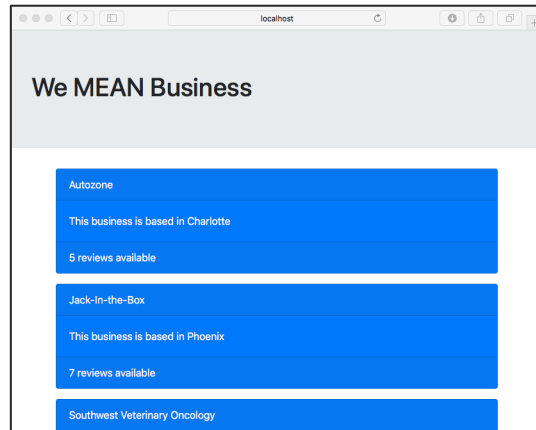 localhost
We MEAN Business
Autozone
This business is based in Charlotte
5 reviews available
Jack-In-the-Box
This business is based in Phoenix
7 reviews available
Southwest Veterinary Oncology